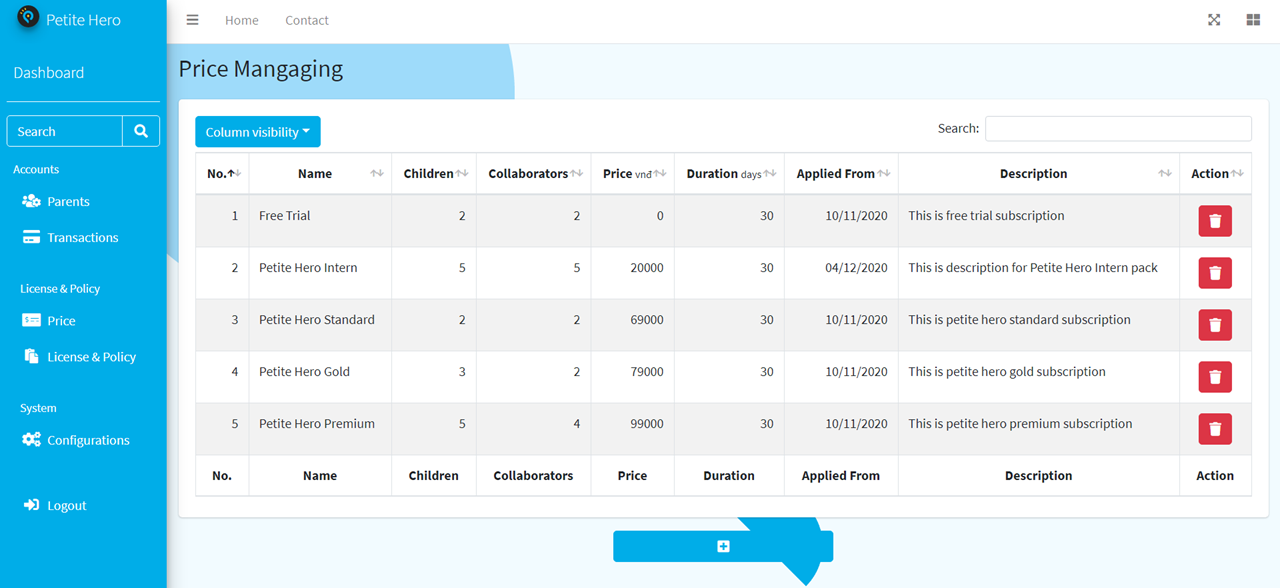 Petite Hero
Home Contact
Dashboard
Price Mangaging
Search
Column visibility
Search:
Accounts
Parents
Transactions
License & Policy
Price
License & Policy
System
Configurations
Logout
No. Name Children Collaborators Price vnđ Duration days Applied From Description Action
1 Free Trial 2 2 0 30 10/11/2020 This is free trial subscription
2 Petite Hero Intern 5 5 20000 30 04/12/2020 This is description for Petite Hero Intern pack
3 Petite Hero Standard 2 2 69000 30 10/11/2020 This is petite hero standard subscription
4 Petite Hero Gold 3 2 79000 30 10/11/2020 This is petite hero gold subscription
5 Petite Hero Premium 5 4 99000 30 10/11/2020 This is petite hero premium subscription
No. Name Children Collaborators Price Duration Applied From Description Action